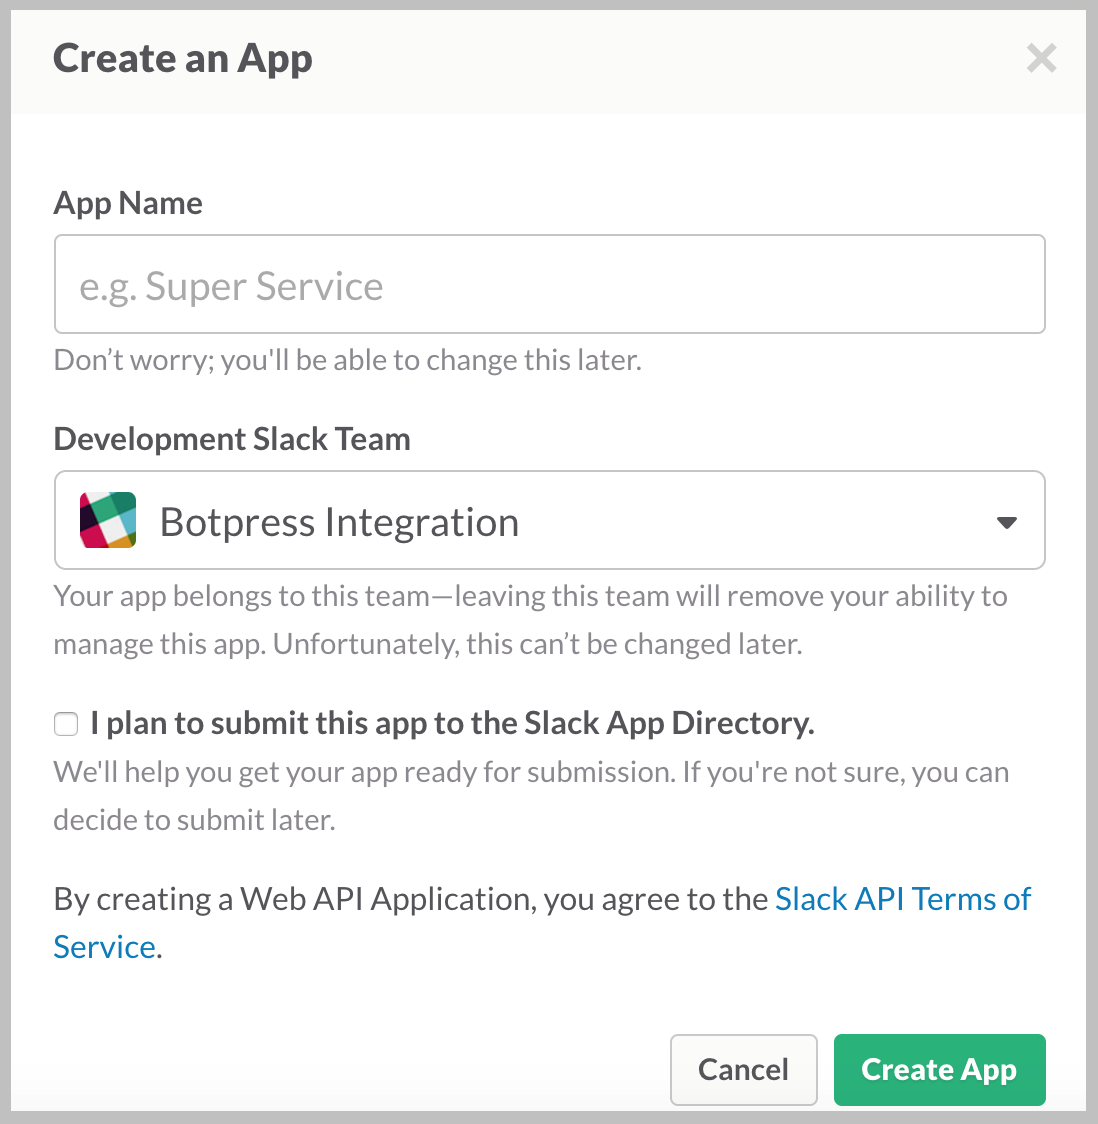 Create an App
App Name
e.g. Super Service
Don’t worry; you'll be able to change this later.
Development Slack Team
Botpress Integration
Your app belongs to this team—leaving this team will remove your ability to
manage this app. Unfortunately, this can’t be changed later.
I plan to submit this app to the Slack App Directory.
We'll help you get your app ready for submission. If you're not sure, you can
decide to submit later.
By creating a Web API Application, you agree to the Slack API Terms of
Service.
Cancel
Create App